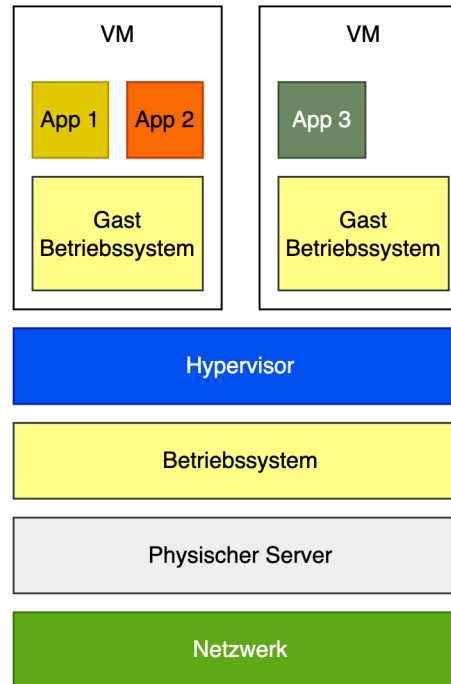 VM
VM
App 1
App 2
App 3
Gast
Betriebssystem
Gast
Betriebssystem
Hypervisor
Betriebssystem
Physischer Server
Netzwerk